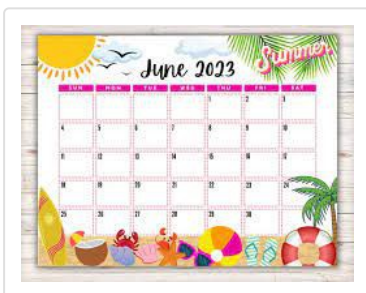 June 2023
Summer
SUN MON TUE WED THU FRI SAT
1 2 3
4 5 6 7 8 9 10
11 12 13 14 15 16 17
18 19 20 21 22 23 24
25 26 27 28 29 30